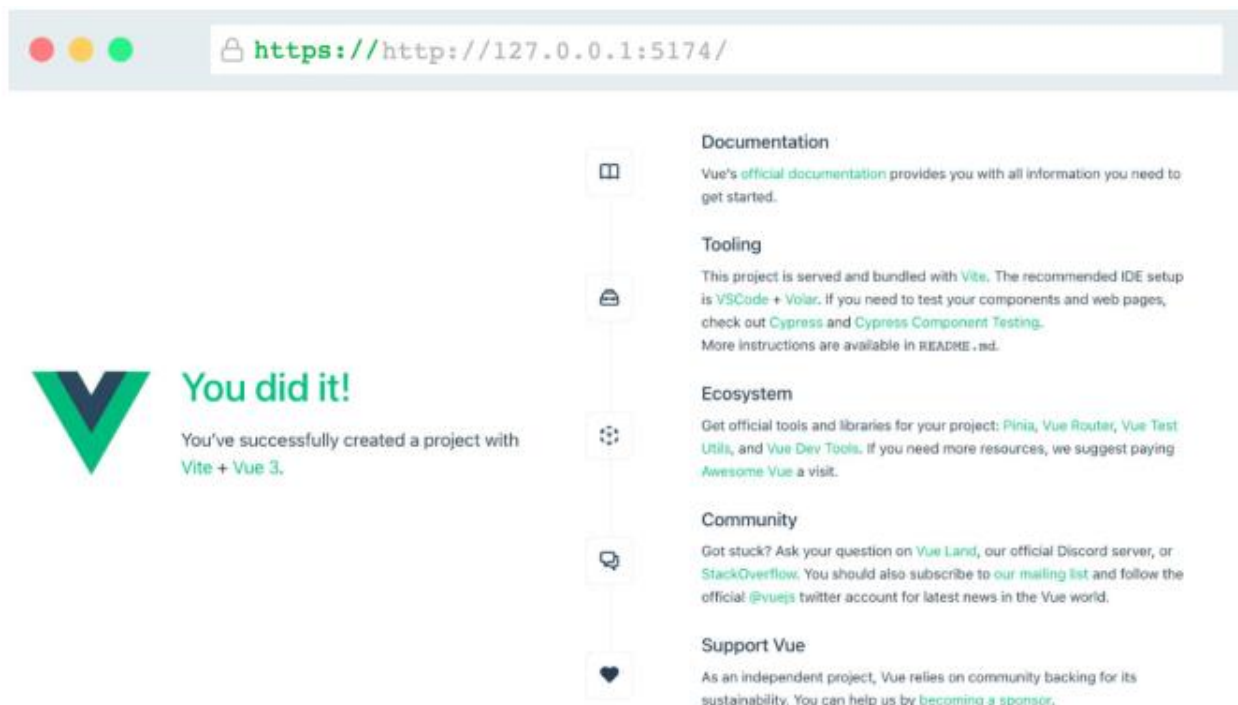 https://http://127.0.0.1:5174/
You did it!
You've successfully created a project with
Vite + Vue 3.
Documentation
Vue's official documentation provides you with all information you need to
get started.
Tooling
This project is served and bundled with Vite. The recommended IDE setup
is VSCode + Volar. If you need to test your components and web pages,
check out Cypress and Cypress Component Testing.
More instructions are available in README.md.
Ecosystem
Get official tools and libraries for your project: Pinia, Vue Router, Vue Test
Utils, and Vue Dev Tools. If you need more resources, we suggest paying
Awesome Vue a visit.
Community
Got stuck? Ask your question on Vue Land, our official Discord server, or
StackOverflow. You should also subscribe to our mailing list and follow the
official @vuejs twitter account for latest news in the Vue world.
Support Vue
As an independent project, Vue relies on community backing for its
sustainability. You can help us by becoming a sponsor.